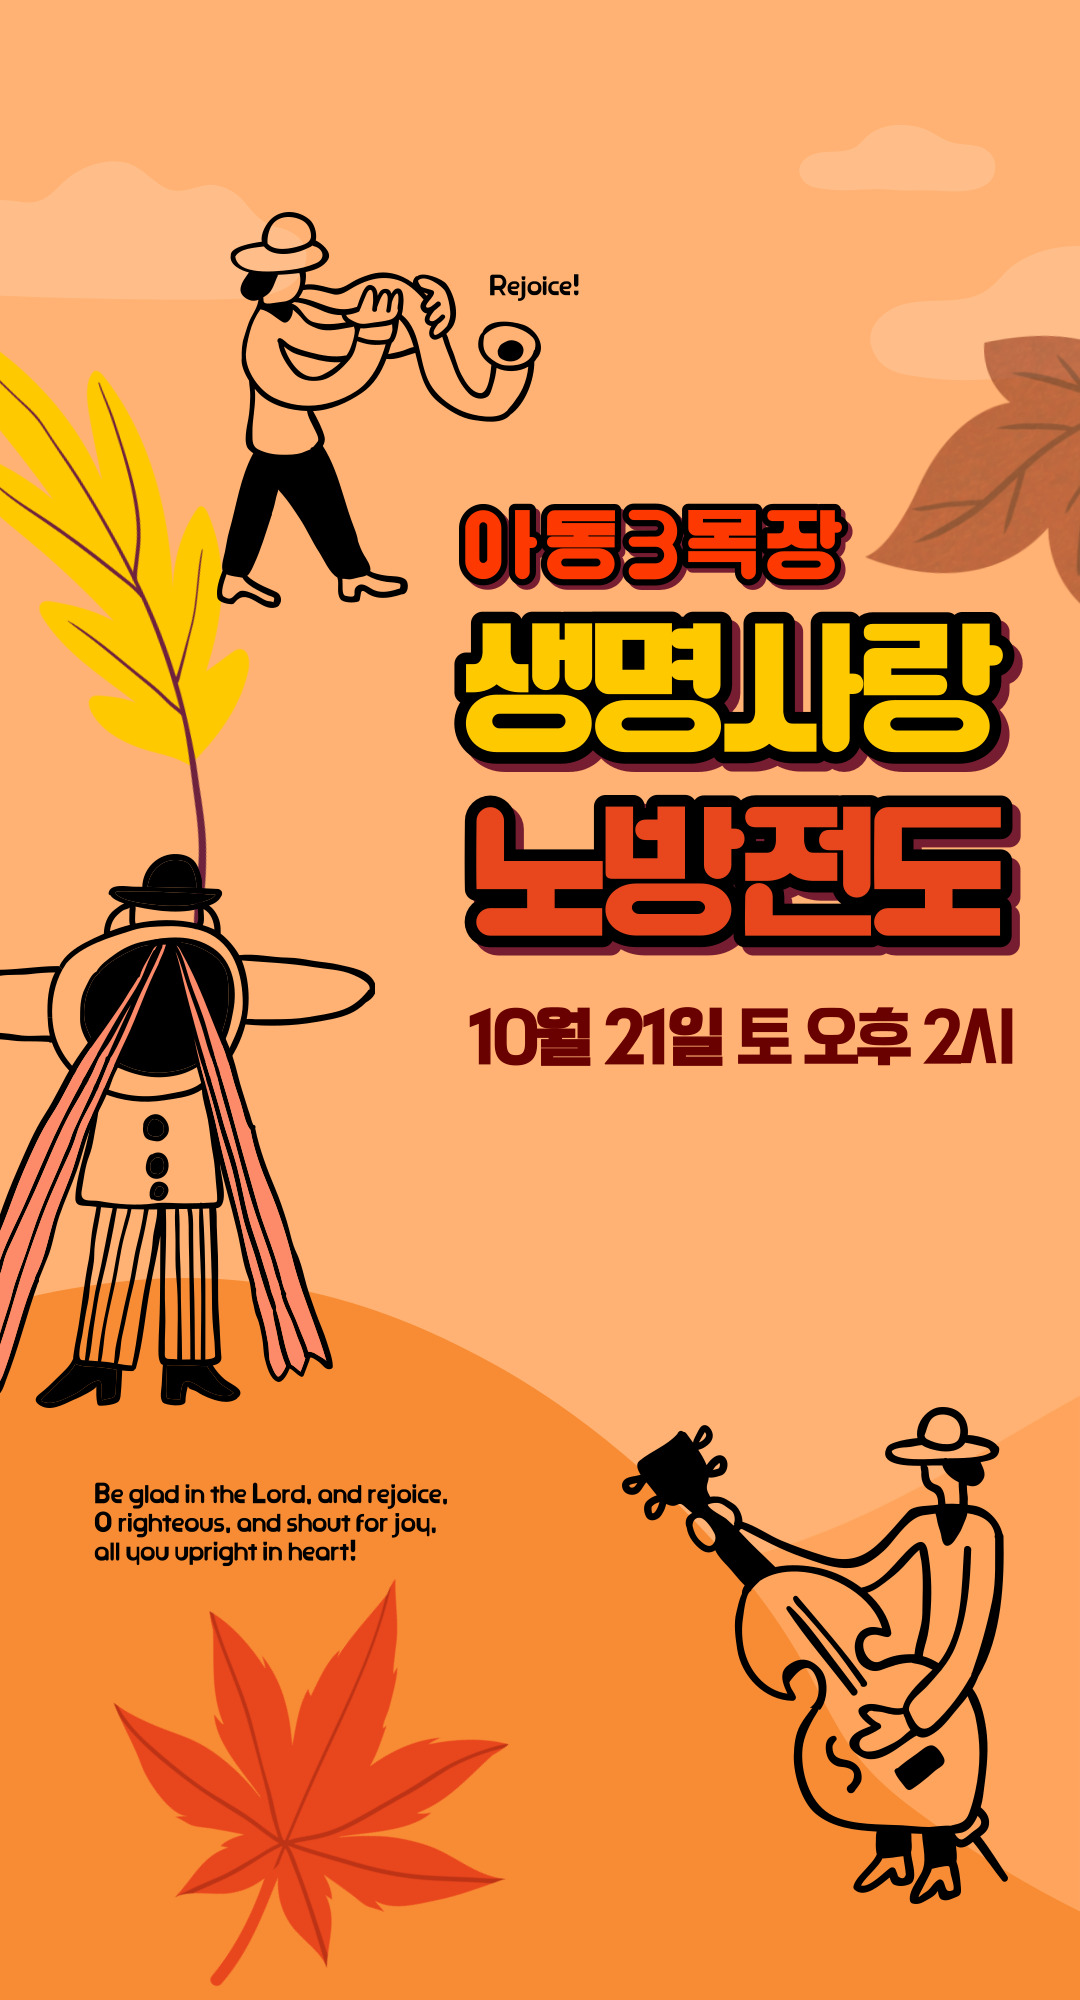 Rejoice!
아동3목장
생명사랑
노방전도
10월 21일 토 오후 2시
Be glad in the Lord, and rejoice,
O righteous, and shout for joy,
all you upright in heart!